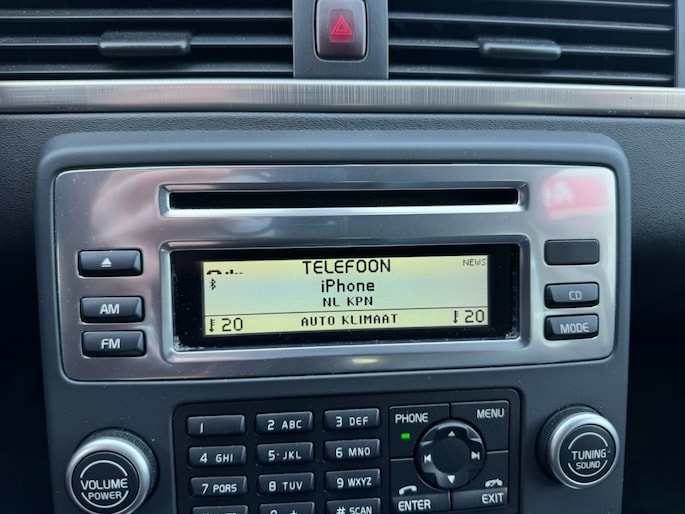 NEWS
TELEFOON
iPhone
NL KPN
20 AUTO KLIMAAT 20
AM
FM
CD
MODE
1 2 ABC 3 DEF
4 GHI 5·JKL 6 MNO
7 PQRS 8 TUV 9 WXYZ
* 0 + # SCAN
PHONE MENU
ENTER EXIT
VOLUME
POWER
TUNING
SOUND